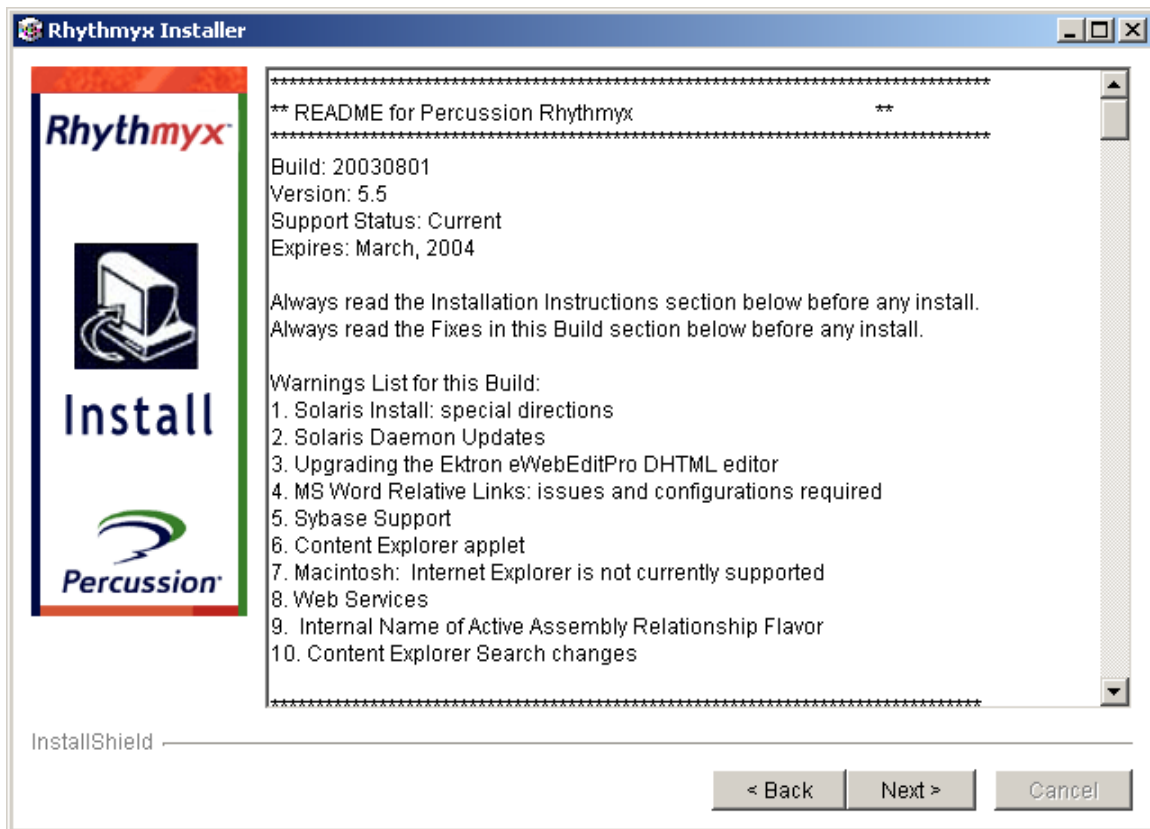 Rhythmyx Installer
Rhythmyx
Install
Percussion
*******************************************************************************
** README for Percussion Rhythmyx **
*******************************************************************************
Build: 20030801
Version: 5.5
Support Status: Current
Expires: March, 2004
Always read the Installation Instructions section below before any install.
Always read the Fixes in this Build section below before any install.
Warnings List for this Build:
1. Solaris Install: special directions
2. Solaris Daemon Updates
3. Upgrading the Ektron eWebEditPro DHTML editor
4. MS Word Relative Links: issues and configurations required
5. Sybase Support
6. Content Explorer applet
7. Macintosh:  Internet Explorer is not currently supported
8. Web Services
9.  Internal Name of Active Assembly Relationship Flavor
10. Content Explorer Search changes
******************************************************************************
InstallShield
< Back
Next >
Cancel